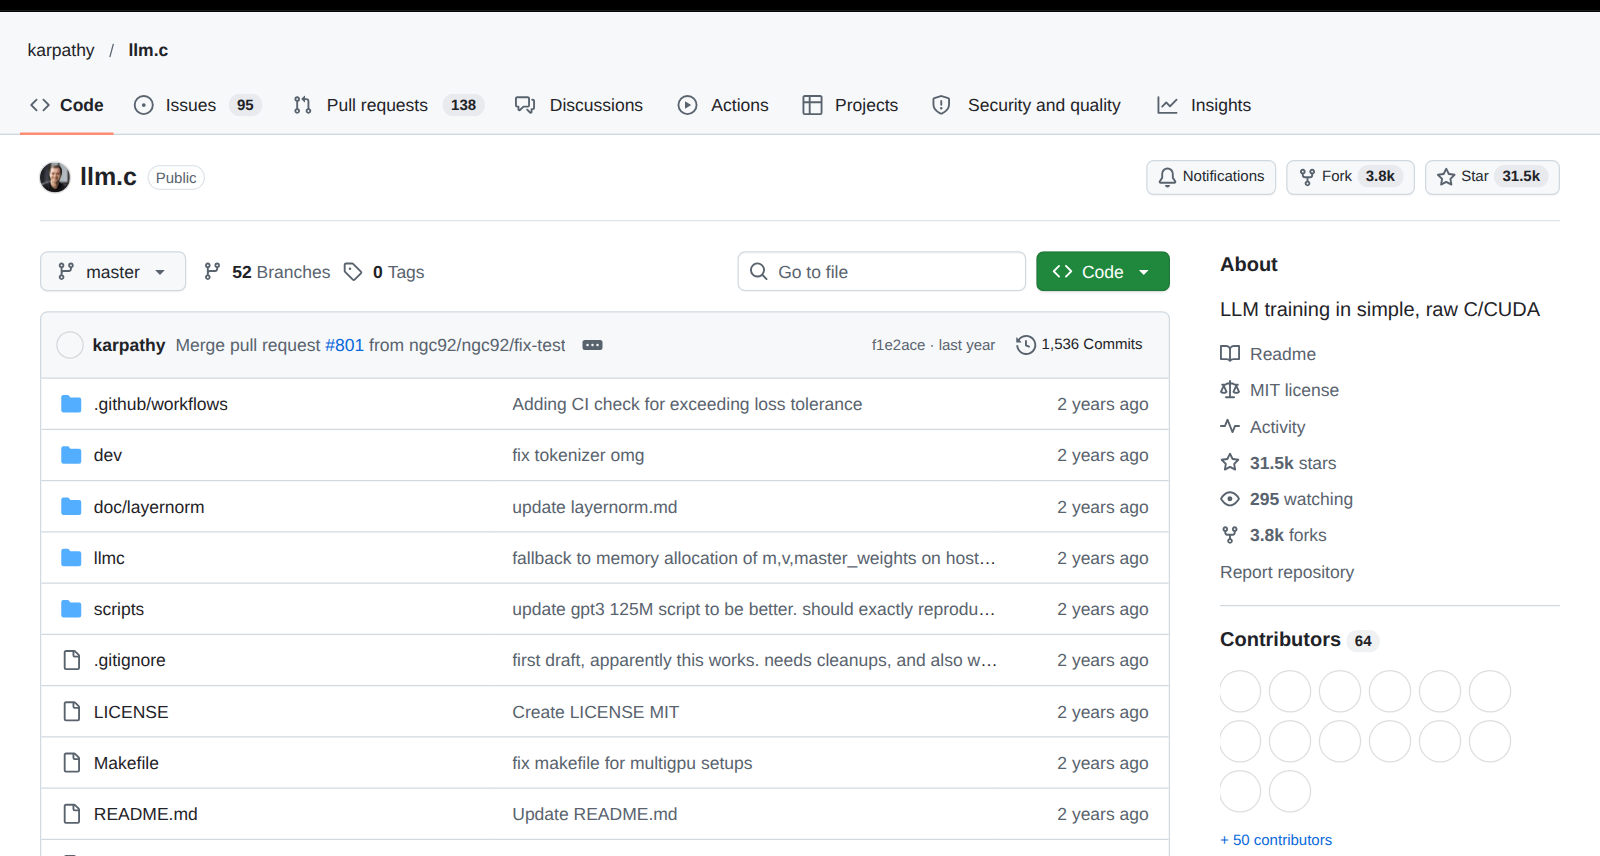 karpathy / llm.c
Code Issues 95 Pull requests 138 Discussions Actions Projects Security and quality Insights
llm.c Public Notifications Fork 3.8k Star 31.5k
master 52 Branches 0 Tags Go to file Code
karpathy Merge pull request #801 from ngc92/ngc92/fix-test f1e2ace · last year 1,536 Commits
.github/workflows Adding CI check for exceeding loss tolerance 2 years ago
dev fix tokenizer omg 2 years ago
doc/layernorm update layernorm.md 2 years ago
llmc fallback to memory allocation of m,v,master_weights on host… 2 years ago
scripts update gpt3 125M script to be better. should exactly reprodu… 2 years ago
.gitignore first draft, apparently this works. needs cleanups, and also w… 2 years ago
LICENSE Create LICENSE MIT 2 years ago
Makefile fix makefile for multigpu setups 2 years ago
README.md Update README.md 2 years ago
About
LLM training in simple, raw C/CUDA
Readme
MIT license
Activity
31.5k stars
295 watching
3.8k forks
Report repository
Contributors 64
+ 50 contributors